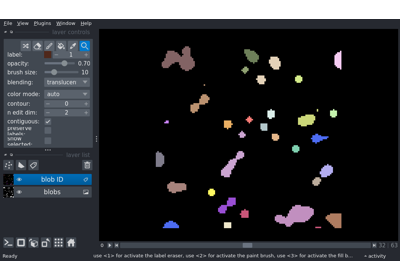 File View Plugins Window Help
layer controls
label: 1
opacity: 0.70
brush size: 10
blending: translucen
color mode: auto
contour: 0
n edit dim: 2
contiguous:
preserve
labels:
show
selected:
layer list
blob ID
blobs
32 / 63
Ready
use <1> for activate the label eraser, use <2> for activate the paint brush, use <3> for activate the fill b...
activity